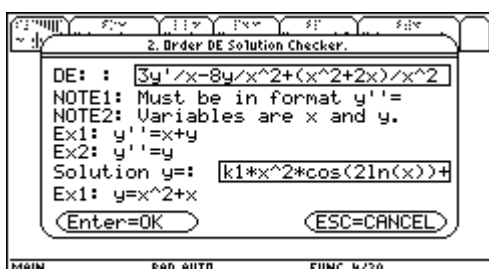 2. Order DE Solution Checker.
DE: : 3y'/x-8y/x^2+(x^2+2x)/x^2
NOTE1: Must be in format y''=
NOTE2: Variables are x and y.
Ex1: y''=x+y
Ex2: y''=y
Solution y=: k1*x^2*cos(2ln(x))+
Ex1: y=x^2+x
Enter=OK ESC=CANCEL
MAIN RAD AUTO FUNC 4/30